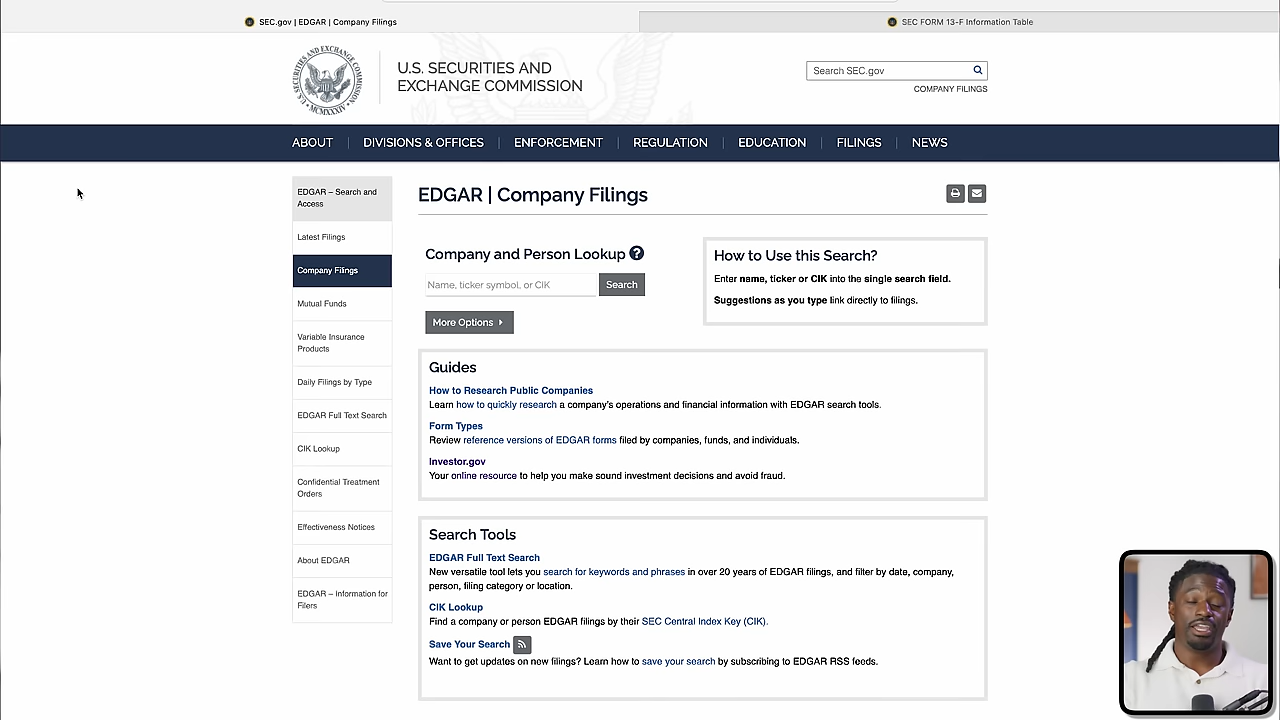 SEC.gov | EDGAR | Company Filings
SEC FORM 13-F Information Table
U.S. SECURITIES AND
EXCHANGE COMMISSION
Search SEC.gov
COMPANY FILINGS
ABOUT | DIVISIONS & OFFICES | ENFORCEMENT | REGULATION | EDUCATION | FILINGS | NEWS
EDGAR – Search and
Access
Latest Filings
Company Filings
Mutual Funds
Variable Insurance
Products
Daily Filings by Type
EDGAR Full Text Search
CIK Lookup
Confidential Treatment
Orders
Effectiveness Notices
About EDGAR
EDGAR – Information for
Filers
EDGAR | Company Filings
Company and Person Lookup ?
Name, ticker symbol, or CIK
Search
More Options
How to Use this Search?
Enter name, ticker or CIK into the single search field.
Suggestions as you type link directly to filings.
Guides
How to Research Public Companies
Learn how to quickly research a company's operations and financial information with EDGAR search tools.
Form Types
Review reference versions of EDGAR forms filed by companies, funds, and individuals.
Investor.gov
Your online resource to help you make sound investment decisions and avoid fraud.
Search Tools
EDGAR Full Text Search
New versatile tool lets you search for keywords and phrases in over 20 years of EDGAR filings, and filter by date, company,
person, filing category or location.
CIK Lookup
Find a company or person EDGAR filings by their SEC Central Index Key (CIK).
Save Your Search
Want to get updates on new filings? Learn how to save your search by subscribing to EDGAR RSS feeds.